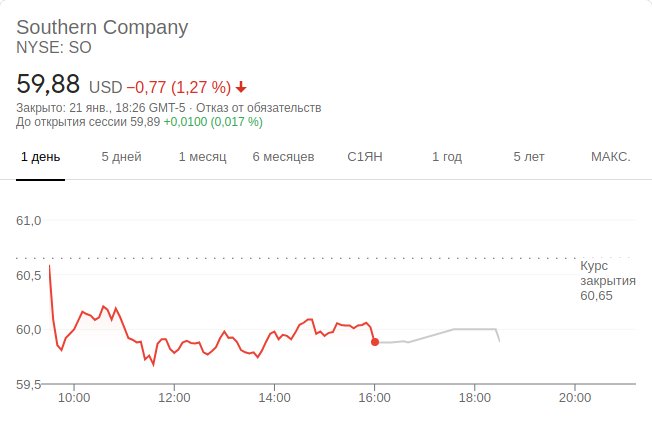 Southern Company
NYSE: SO
59,88 USD −0,77 (1,27 %)
Закрыто: 21 янв., 18:26 GMT-5 · Отказ от обязательств
До открытия сессии 59,89 +0,0100 (0,017 %)
1 день 5 дней 1 месяц 6 месяцев С1ЯН 1 год 5 лет МАКС.
61,0
Курс
60,5
закрытия
60,65
60,0
59,5
10:00 12:00 14:00 16:00 18:00 20:00